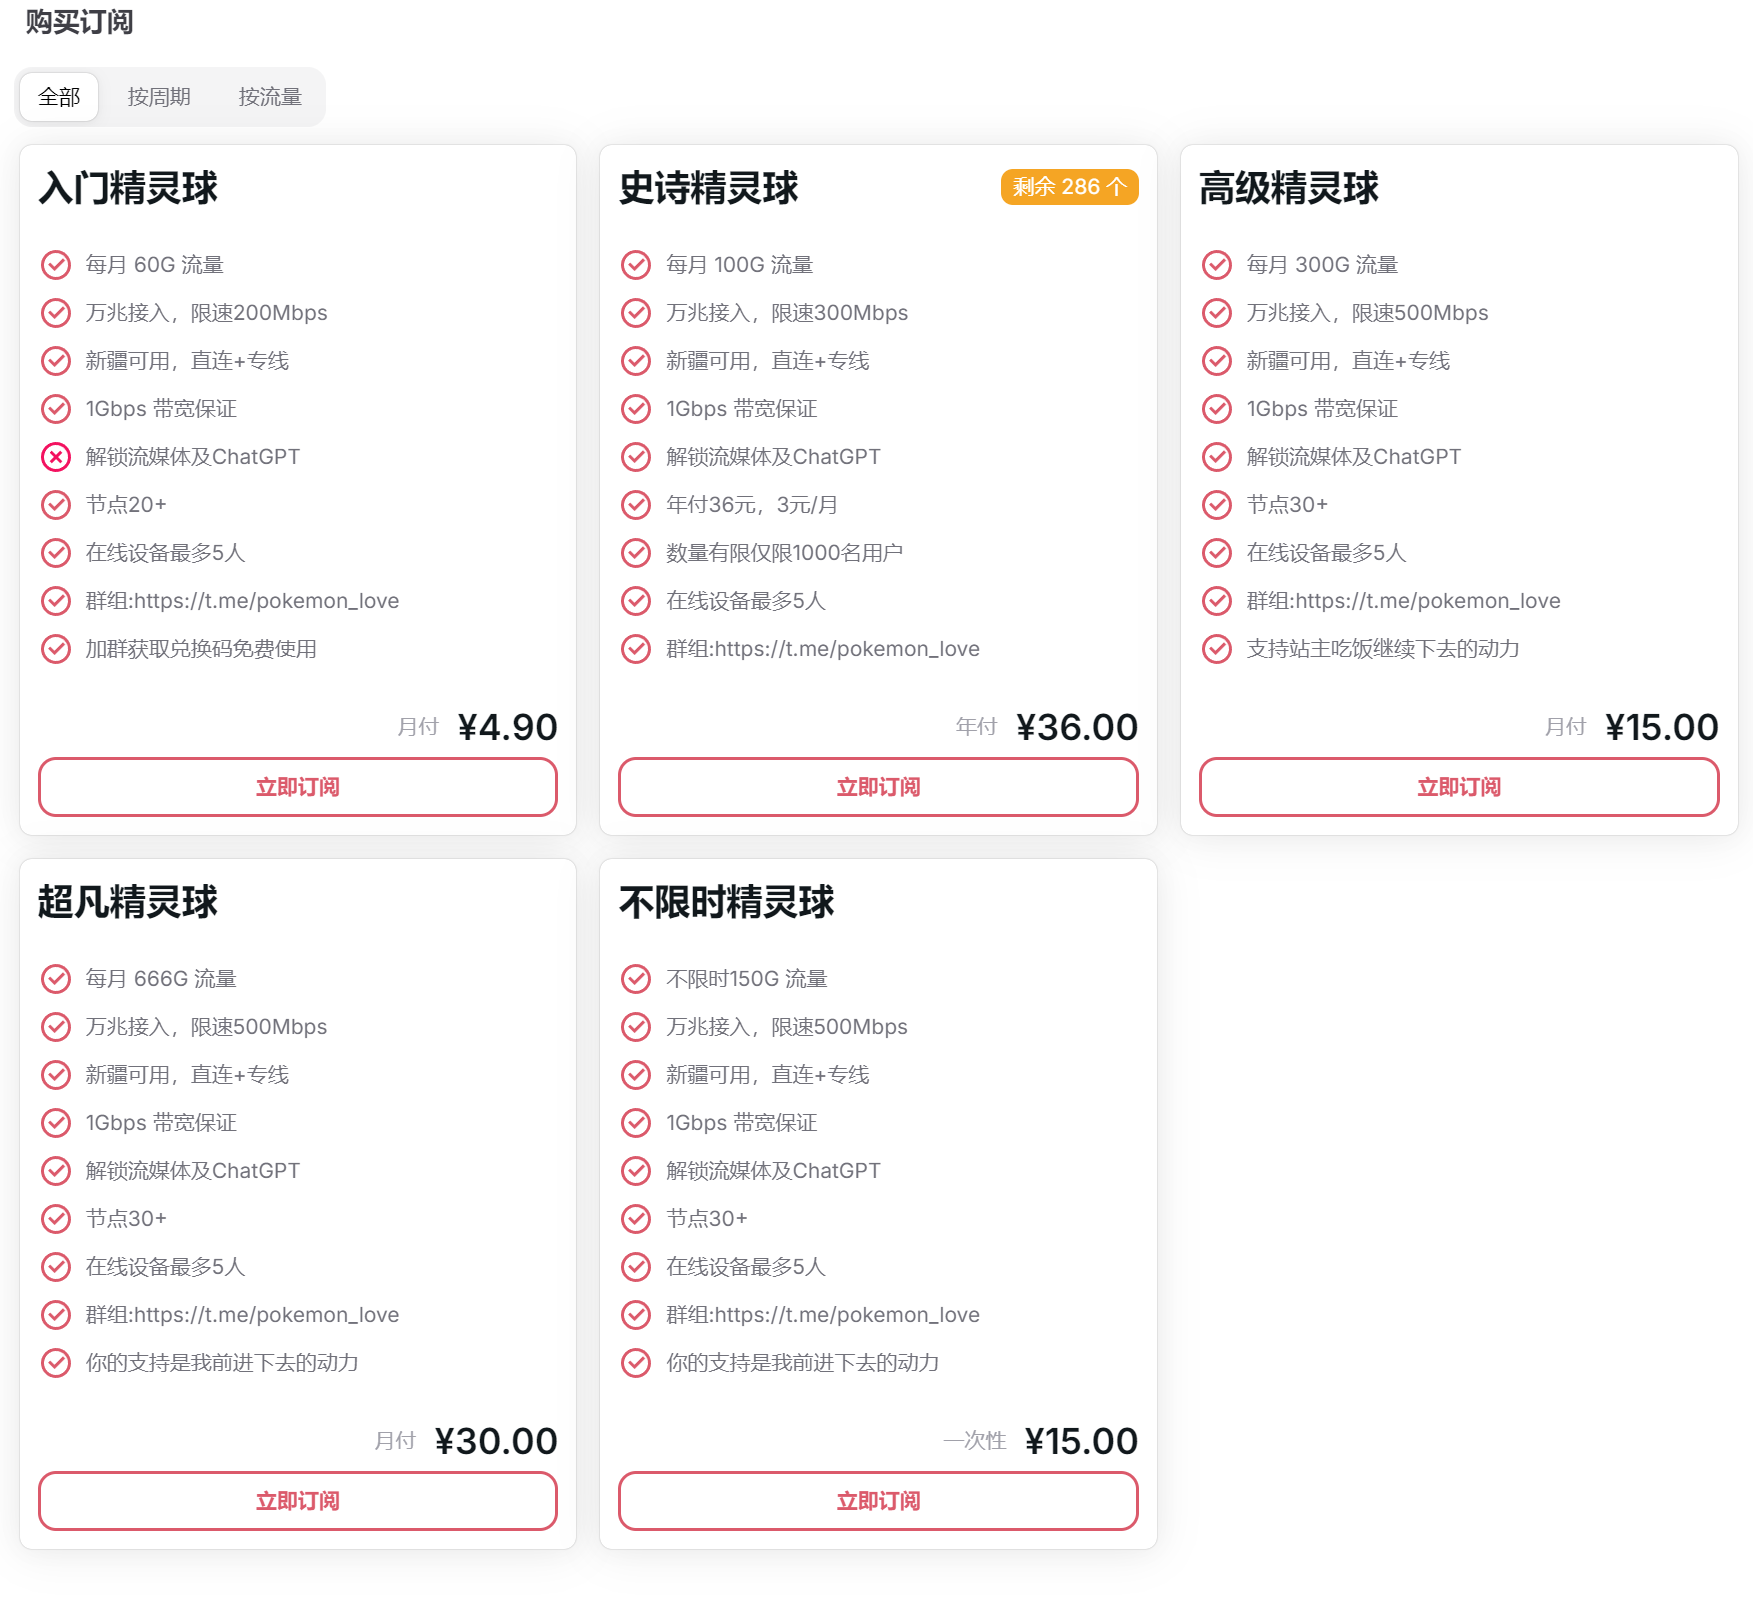 购买订阅
全部
按周期
按流量
入门精灵球
每月 60G 流量
万兆接入，限速200Mbps
新疆可用，直连+专线
1Gbps 带宽保证
解锁流媒体及ChatGPT
节点20+
在线设备最多5人
群组:https://t.me/pokemon_love
加群获取兑换码免费使用
月付 ¥4.90
立即订阅
史诗精灵球
剩余 286 个
每月 100G 流量
万兆接入，限速300Mbps
新疆可用，直连+专线
1Gbps 带宽保证
解锁流媒体及ChatGPT
年付36元，3元/月
数量有限仅限1000名用户
在线设备最多5人
群组:https://t.me/pokemon_love
年付 ¥36.00
立即订阅
高级精灵球
每月 300G 流量
万兆接入，限速500Mbps
新疆可用，直连+专线
1Gbps 带宽保证
解锁流媒体及ChatGPT
节点30+
在线设备最多5人
群组:https://t.me/pokemon_love
支持站主吃饭继续下去的动力
月付 ¥15.00
立即订阅
超凡精灵球
每月 666G 流量
万兆接入，限速500Mbps
新疆可用，直连+专线
1Gbps 带宽保证
解锁流媒体及ChatGPT
节点30+
在线设备最多5人
群组:https://t.me/pokemon_love
你的支持是我前进下去的动力
月付 ¥30.00
立即订阅
不限时精灵球
不限时150G 流量
万兆接入，限速500Mbps
新疆可用，直连+专线
1Gbps 带宽保证
解锁流媒体及ChatGPT
节点30+
在线设备最多5人
群组:https://t.me/pokemon_love
你的支持是我前进下去的动力
一次性 ¥15.00
立即订阅